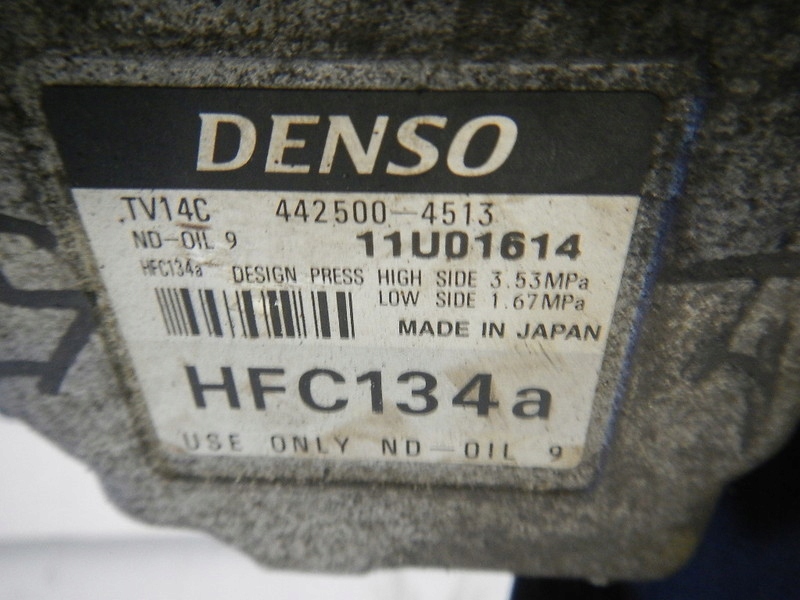 DENSO
TV14C 442500-4513
ND-OIL 9 11U01614
HFC134a DESIGN PRESS HIGH SIDE 3.53MPa
LOW SIDE 1.67MPa
MADE IN JAPAN
HFC134a
USE ONLY ND-OIL 9